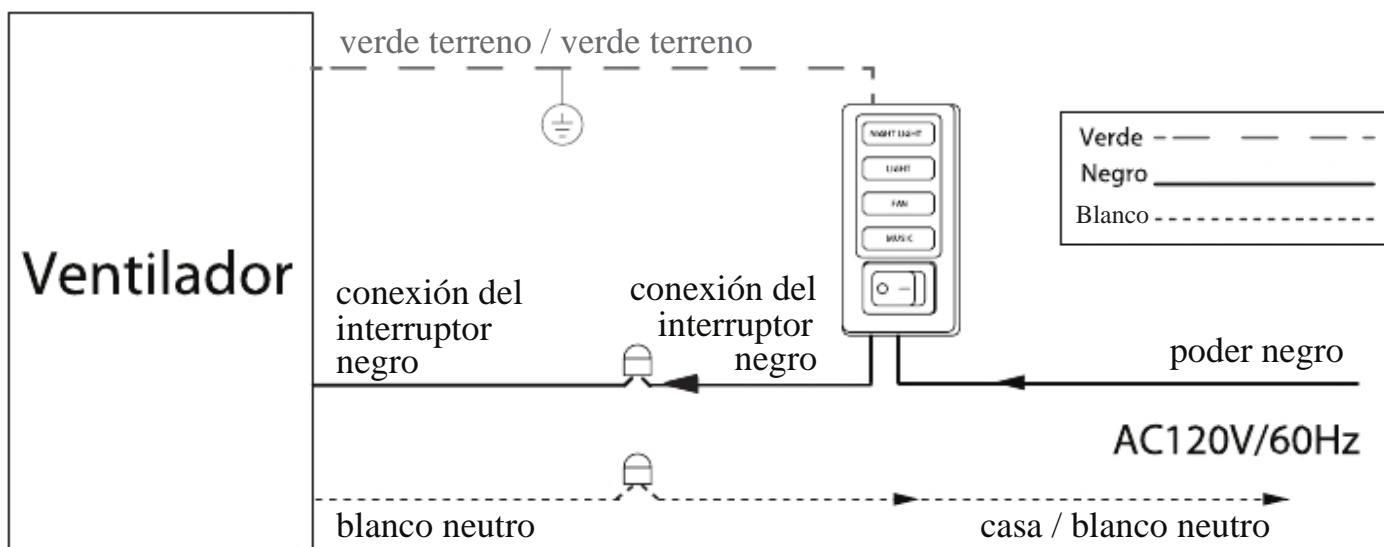 verde terreno / verde terreno
NIGHT LIGHT
LIGHT
FAN
MUSIC
Verde
Negro
Blanco
Ventilador
conexión del
interruptor
negro
conexión del
interruptor
negro
poder negro
AC120V/60Hz
blanco neutro
casa / blanco neutro